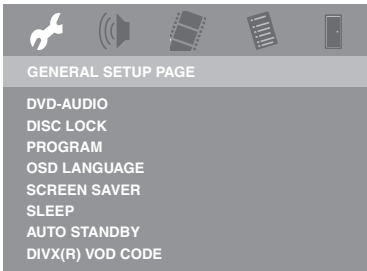 GENERAL SETUP PAGE
DVD-AUDIO
DISC LOCK
PROGRAM
OSD LANGUAGE
SCREEN SAVER
SLEEP
AUTO STANDBY
DIVX(R) VOD CODE